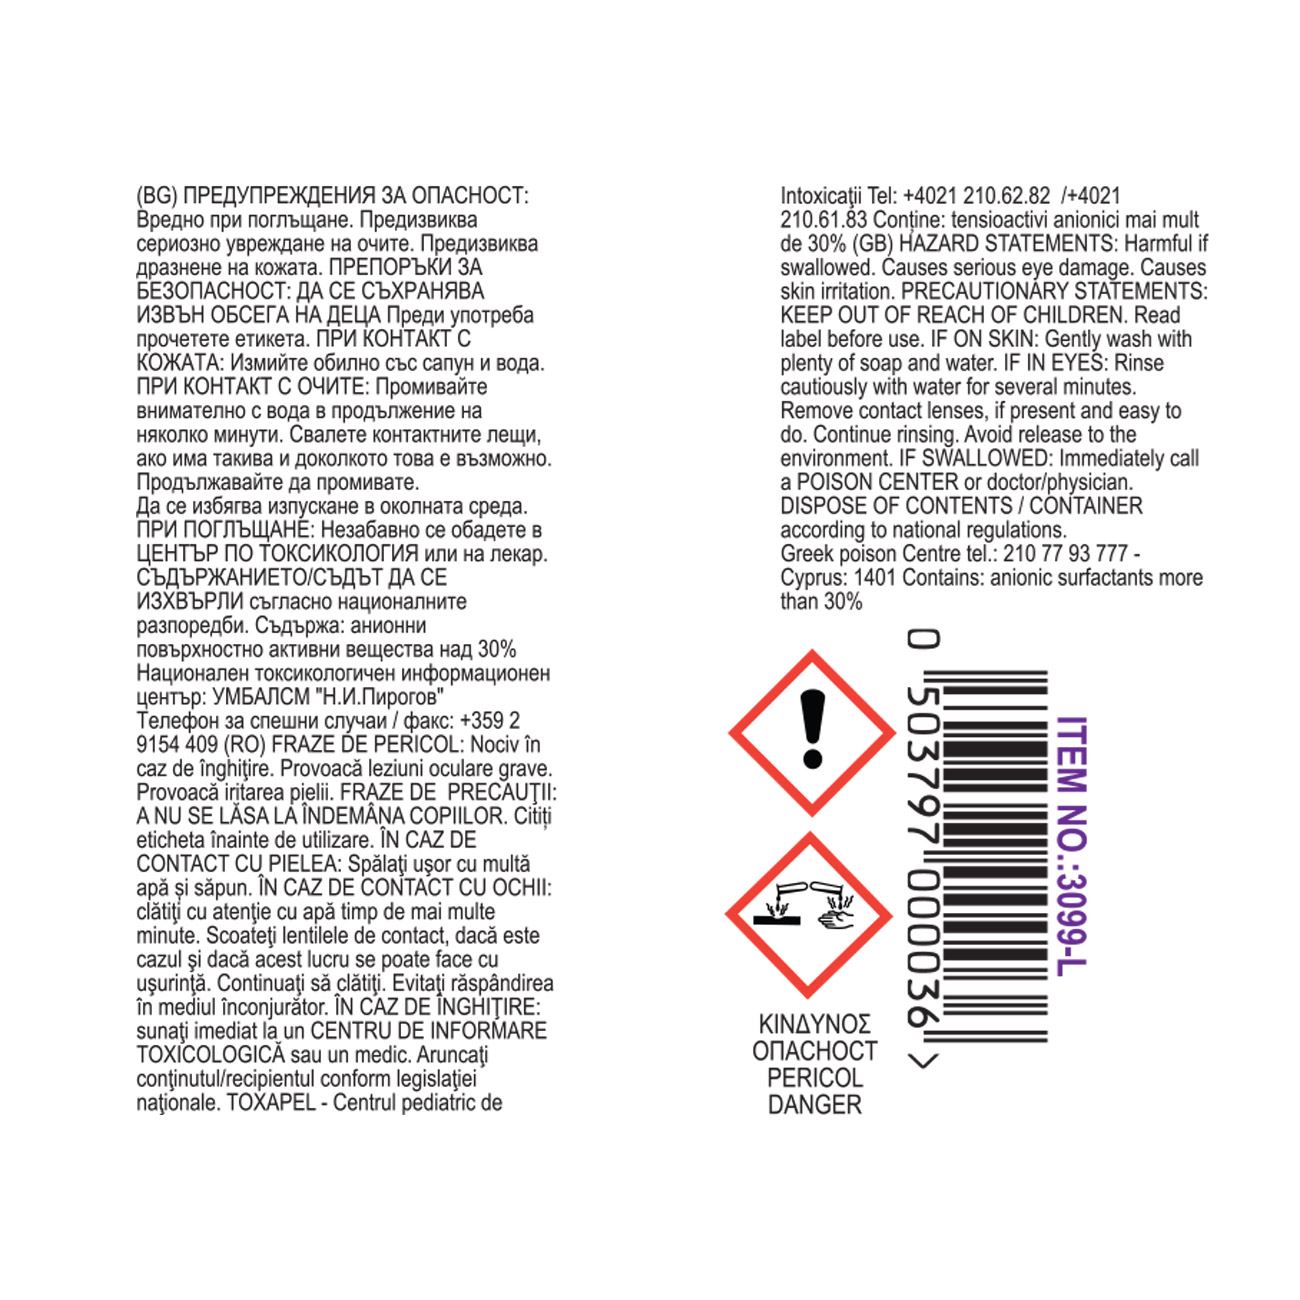 (BG) ПРЕДУПРЕЖДЕНИЯ ЗА ОПАСНОСТ:
Вредно при поглъщане. Предизвиква
сериозно увреждане на очите. Предизвиква
дразнене на кожата. ПРЕПОРЪКИ ЗА
БЕЗОПАСНОСТ: ДА СЕ СЪХРАНЯВА
ИЗВЪН ОБСЕГА НА ДЕЦА Преди употреба
прочетете етикета. ПРИ КОНТАКТ С
КОЖАТА: Измийте обилно със сапун и вода.
ПРИ КОНТАКТ С ОЧИТЕ: Промивайте
внимателно с вода в продължение на
няколко минути. Свалете контактните лещи,
ако има такива и доколкото това е възможно.
Продължавайте да промивате.
Да се избягва изпускане в околната среда.
ПРИ ПОГЛЪЩАНЕ: Незабавно се обадете в
ЦЕНТЪР ПО ТОКСИКОЛОГИЯ или на лекар.
СЪДЪРЖАНИЕТО/СЪДЪТ ДА СЕ
ИЗХВЪРЛИ съгласно националните
разпоредби. Съдържа: анионни
повърхностно активни вещества над 30%
Национален токсикологичен информационен
център: УМБАЛСМ "Н.И.Пирогов"
Телефон за спешни случаи / факс: +359 2
9154 409 (RO) FRAZE DE PERICOL: Nociv în
caz de înghiţire. Provoacă leziuni oculare grave.
Provoacă iritarea pielii. FRAZE DE  PRECAUŢII:
A NU SE LĂSA LA ÎNDEMÂNA COPIILOR. Citiți
eticheta înainte de utilizare. ÎN CAZ DE
CONTACT CU PIELEA: Spălaţi uşor cu multă
apă și săpun. ÎN CAZ DE CONTACT CU OCHII:
clătiţi cu atenţie cu apă timp de mai multe
minute. Scoateţi lentilele de contact, dacă este
cazul şi dacă acest lucru se poate face cu
uşurinţă. Continuaţi să clătiţi. Evitaţi răspândirea
în mediul înconjurător. ÎN CAZ DE ÎNGHIŢIRE:
sunaţi imediat la un CENTRU DE INFORMARE
TOXICOLOGICĂ sau un medic. Aruncaţi
conţinutul/recipientul conform legislaţiei
naţionale. TOXAPEL - Centrul pediatric de
Intoxicaţii Tel: +4021 210.62.82  /+4021
210.61.83 Conține: tensioactivi anionici mai mult
de 30% (GB) HAZARD STATEMENTS: Harmful if
swallowed. Causes serious eye damage. Causes
skin irritation. PRECAUTIONARY STATEMENTS:
KEEP OUT OF REACH OF CHILDREN. Read
label before use. IF ON SKIN: Gently wash with
plenty of soap and water. IF IN EYES: Rinse
cautiously with water for several minutes.
Remove contact lenses, if present and easy to
do. Continue rinsing. Avoid release to the
environment. IF SWALLOWED: Immediately call
a POISON CENTER or doctor/physician.
DISPOSE OF CONTENTS / CONTAINER
according to national regulations.
Greek poison Centre tel.: 210 77 93 777 -
Cyprus: 1401 Contains: anionic surfactants more
than 30%
ΚΙΝΔΥΝΟΣ
ОПАСНОСТ
PERICOL
DANGER
0 503797 000036 >
ITEM NO.:3099-L